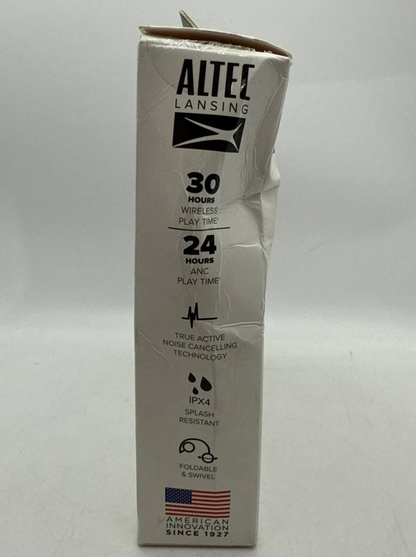 ALTEC
LANSING
30
HOURS
WIRELESS
PLAY TIME*
24
HOURS
ANC
PLAY TIME*
TRUE ACTIVE
NOISE CANCELLING
TECHNOLOGY
IPX4
SPLASH
RESISTANT
FOLDABLE
& SWIVEL
AMERICAN
INNOVATION
SINCE 1927